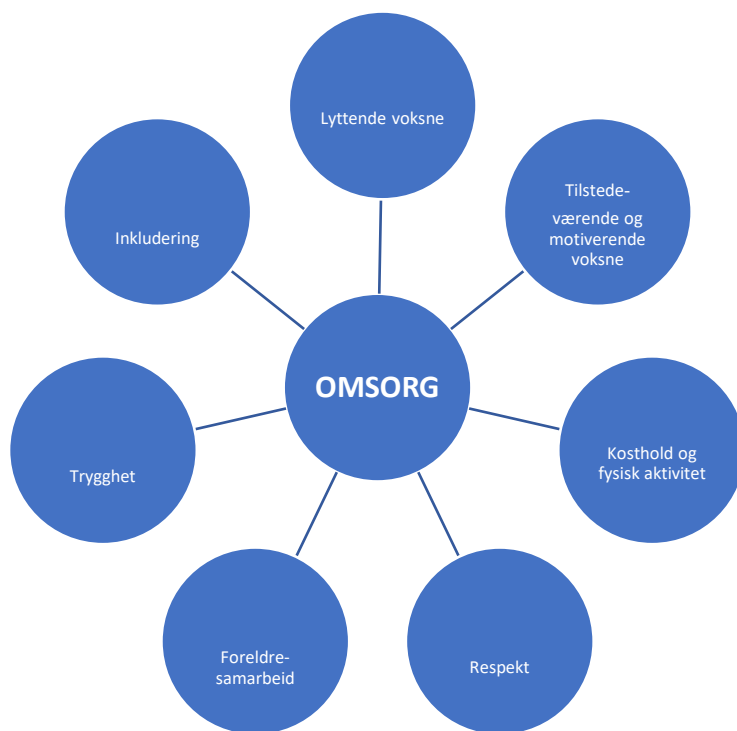 Lyttende voksne
Tilstede-
værende og
motiverende
voksne
Inkludering
OMSORG
Kosthold og
fysisk aktivitet
Trygghet
Foreldre-
samarbeid
Respekt